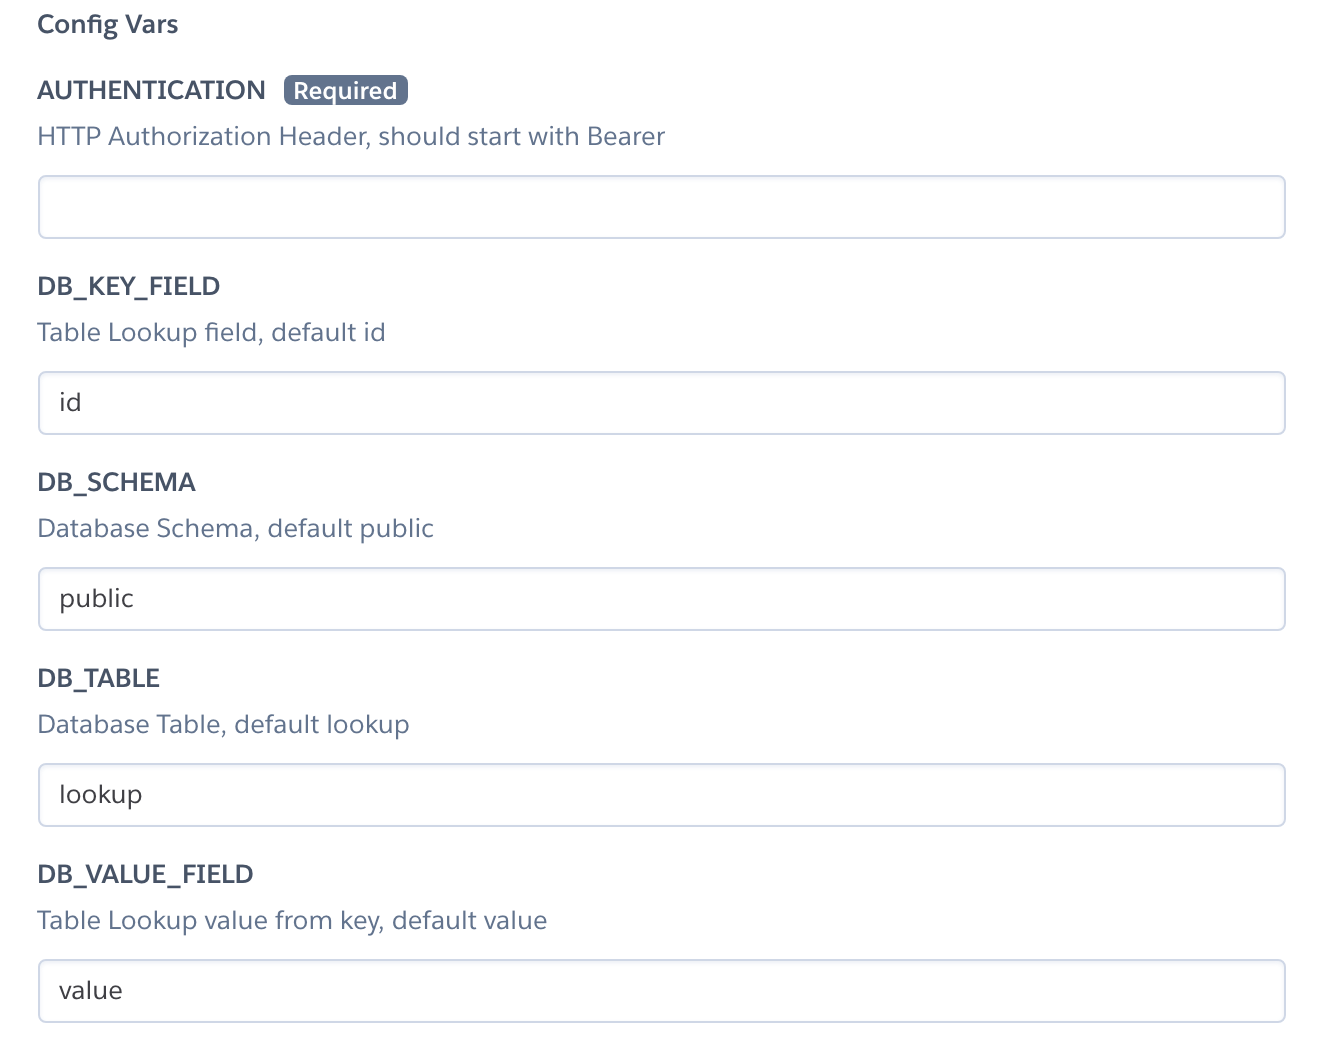 Config Vars
AUTHENTICATION Required
HTTP Authorization Header, should start with Bearer
DB_KEY_FIELD
Table Lookup field, default id
id
DB_SCHEMA
Database Schema, default public
public
DB_TABLE
Database Table, default lookup
lookup
DB_VALUE_FIELD
Table Lookup value from key, default value
value